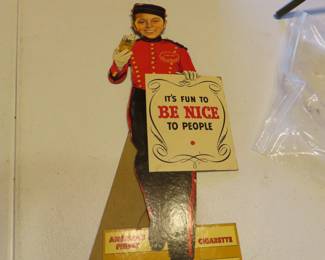 IT'S FUN TO
BE NICE
TO PEOPLE
AMERICA'S
FINEST
CIGARETTE